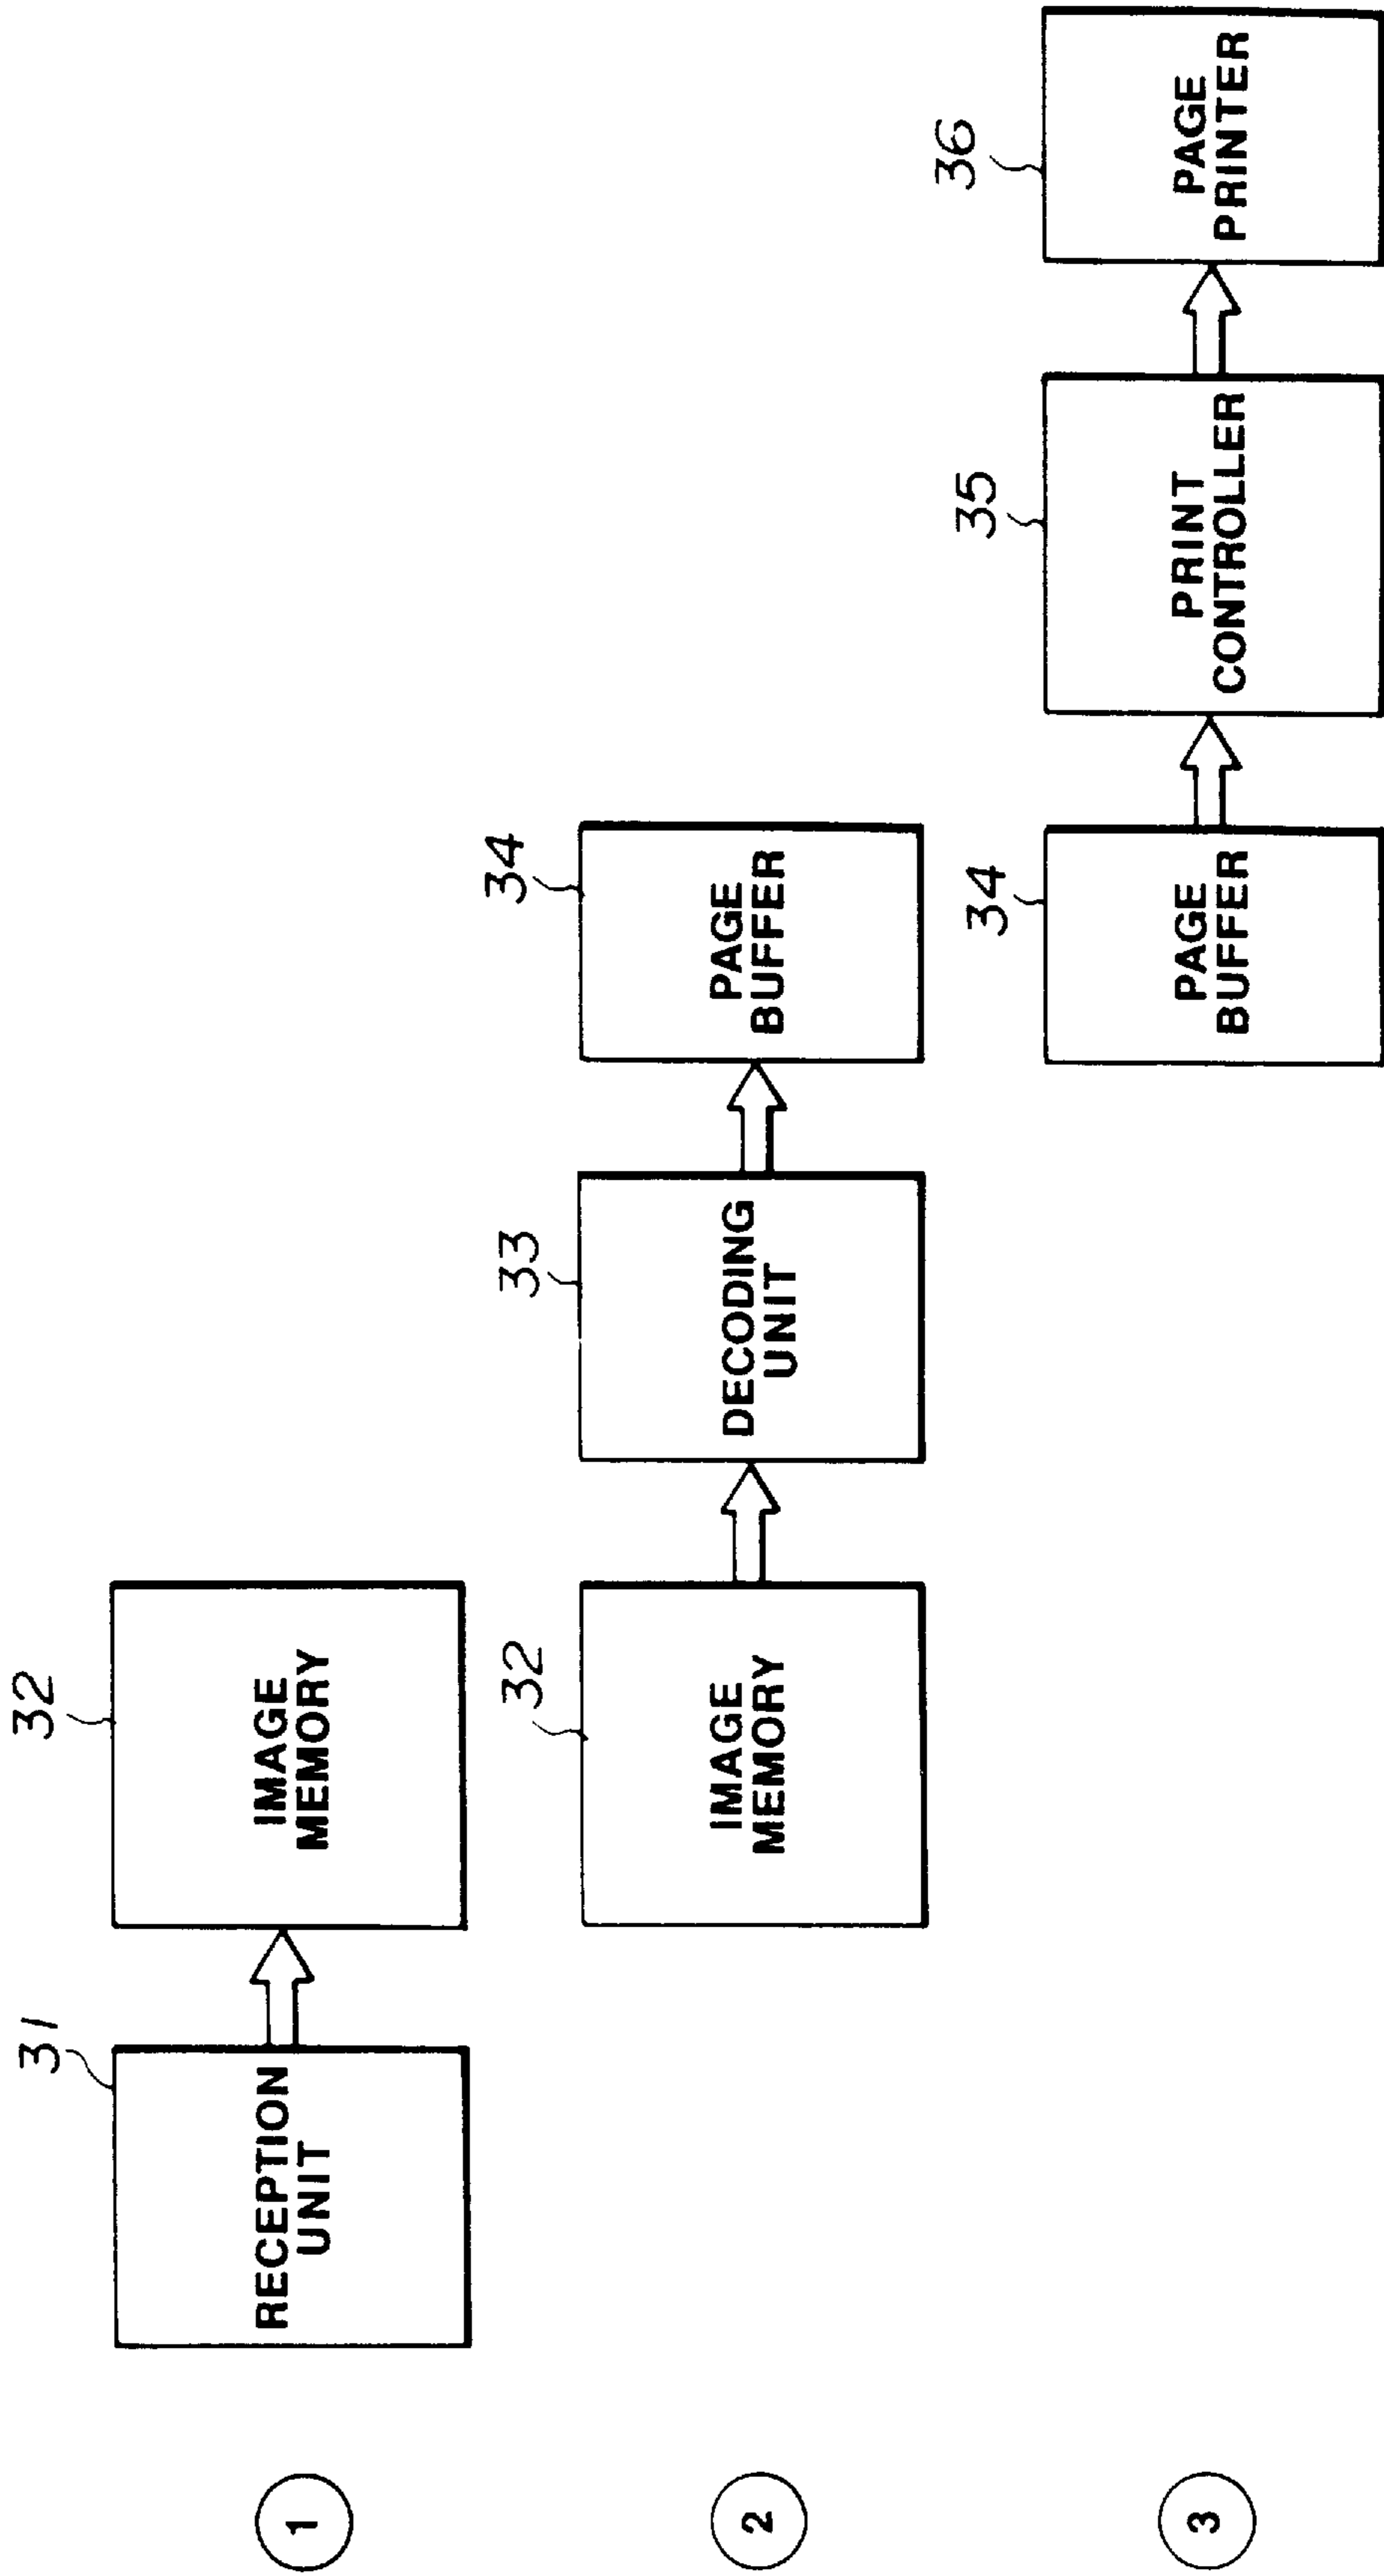 1
31
RECEPTION
UNIT
32
IMAGE
MEMORY
2
32
IMAGE
MEMORY
33
DECODING
UNIT
34
PAGE
BUFFER
3
34
PAGE
BUFFER
35
PRINT
CONTROLLER
36
PAGE
PRINTER